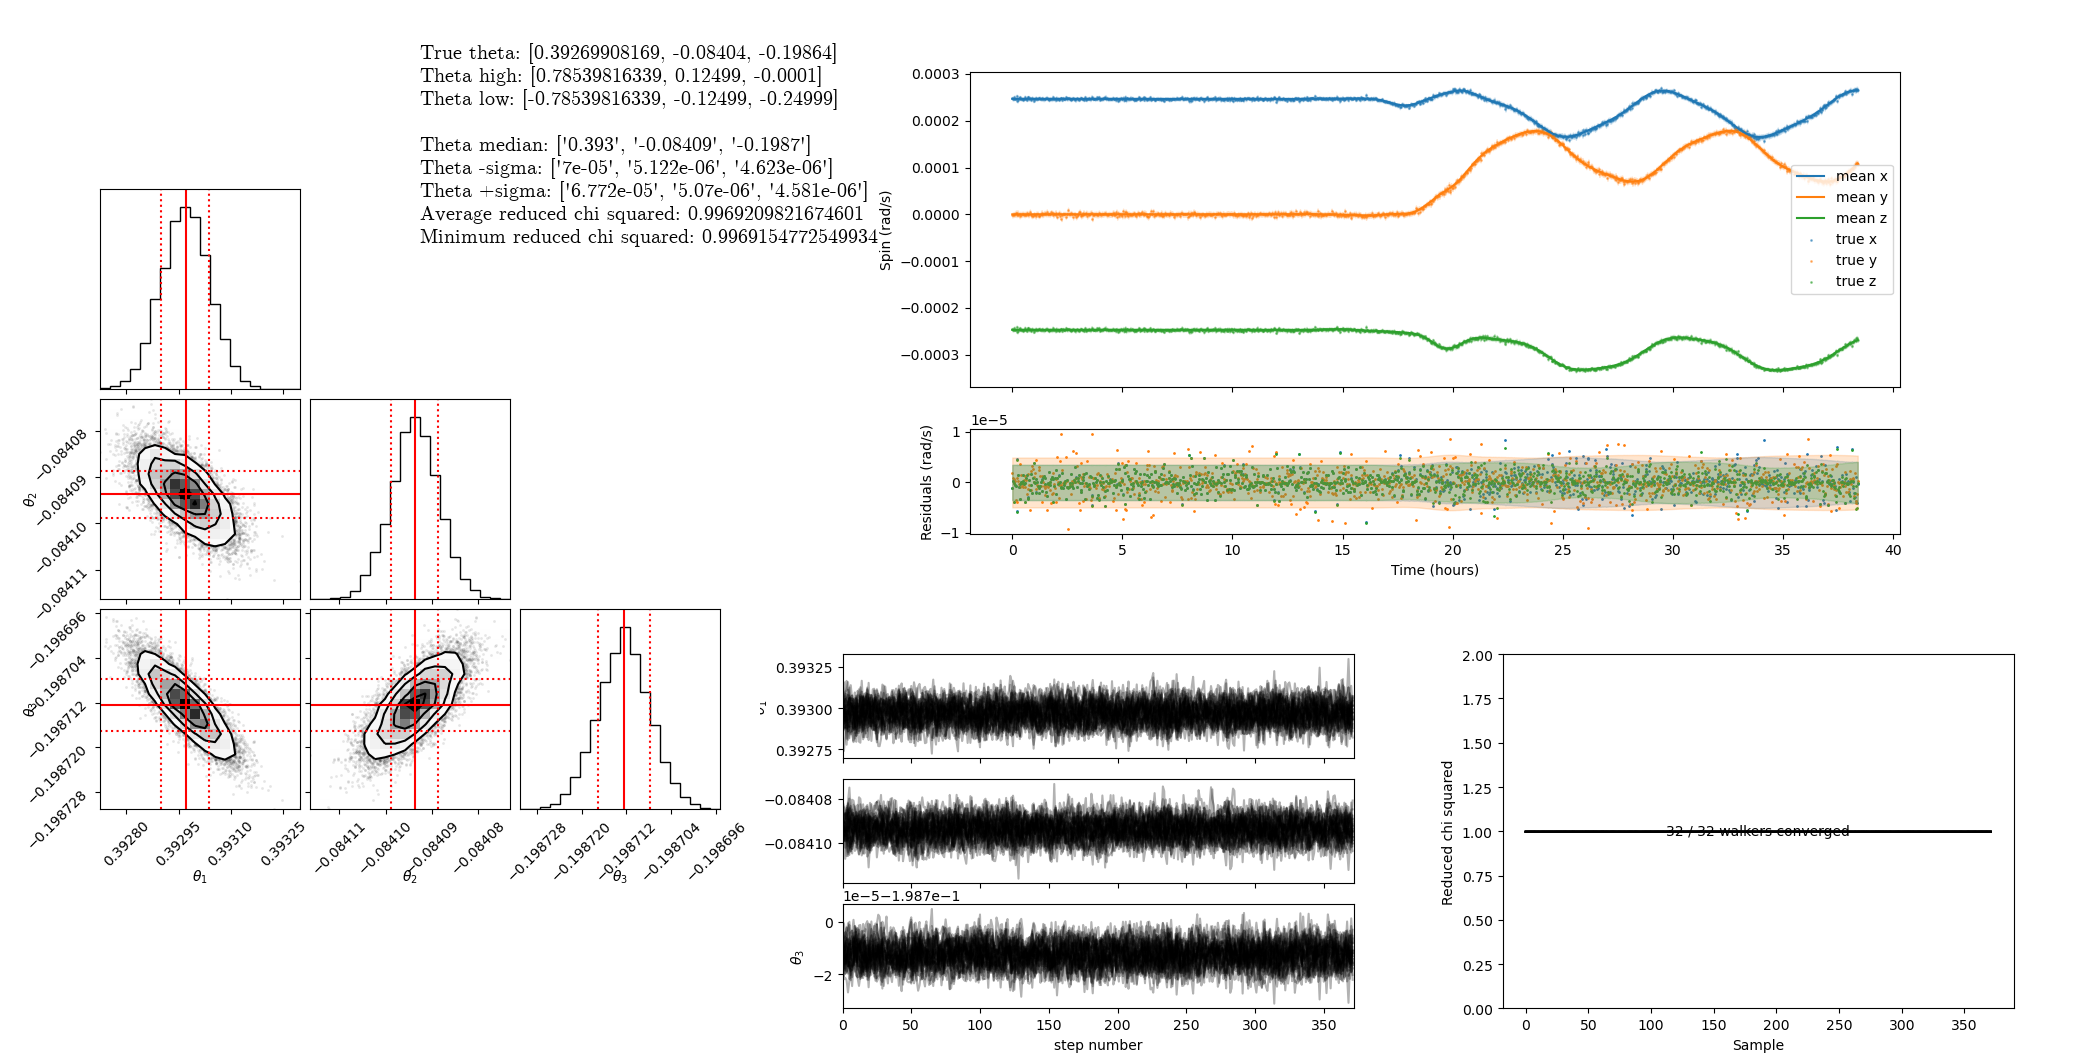 True theta: [0.39269908169, -0.08404, -0.19864]
Theta high: [0.78539816339, 0.12499, -0.0001]
Theta low: [-0.78539816339, -0.12499, -0.24999]
Theta median: ['0.393', '-0.08409', '-0.1987']
Theta -sigma: ['7e-05', '5.122e-06', '4.623e-06']
Theta +sigma: ['6.772e-05', '5.07e-06', '4.581e-06']
Average reduced chi squared: 0.9969209821674601
Minimum reduced chi squared: 0.9969154772549934
0.0003
0.0002
0.0001
0.0000
−0.0001
−0.0002
−0.0003
Spin (rad/s)
mean x
mean y
mean z
true x
true y
true z
1e−5
1
0
−1
Residuals (rad/s)
0 5 10 15 20 25 30 35 40
Time (hours)
−0.08408
−0.08409
−0.08410
−0.08411
θ2
−0.198696
−0.198704
−0.198712
−0.198720
−0.198728
θ3
0.39280 0.39295 0.39310 0.39325
θ1
−0.08411 −0.08410 −0.08409 −0.08408
θ2
−0.198728 −0.198720 −0.198712 −0.198704 −0.198696
θ3
0.39325
0.39300
0.39275
−0.08408
−0.08410
1e−5−1.987e−1
0
−2
θ3
0 50 100 150 200 250 300 350
step number
2.00
1.75
1.50
1.25
1.00
0.75
0.50
0.25
0.00
Reduced chi squared
32 / 32 walkers converged
0 50 100 150 200 250 300 350
Sample